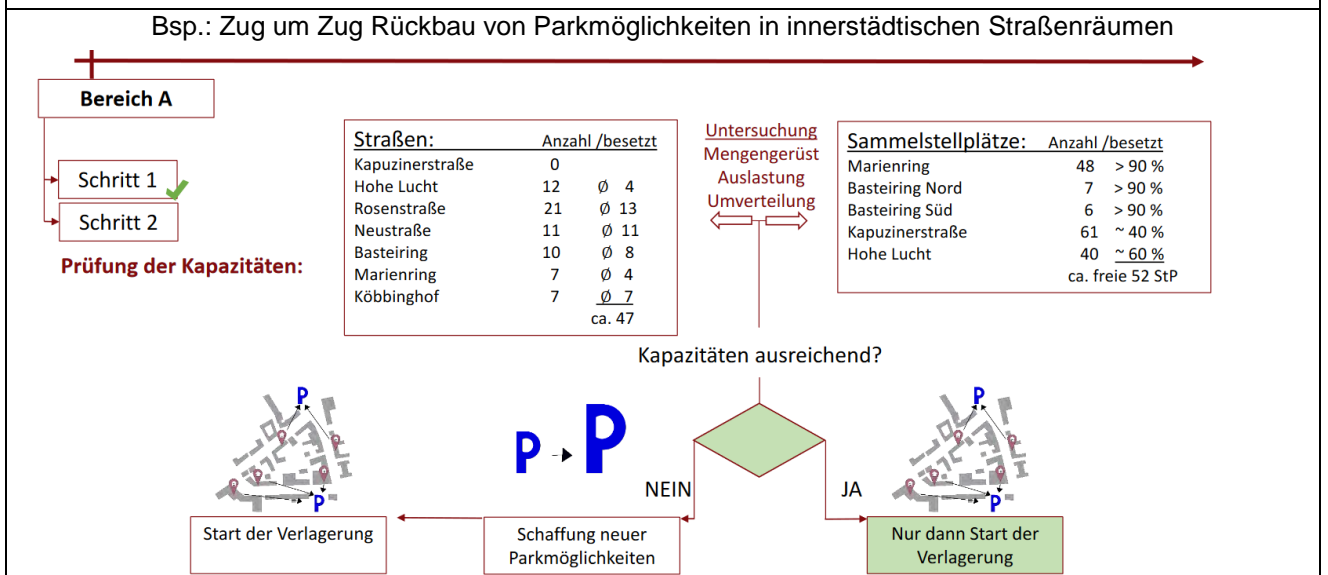 Bsp.: Zug um Zug Rückbau von Parkmöglichkeiten in innerstädtischen Straßenräumen
Bereich A
Schritt 1
Schritt 2
Prüfung der Kapazitäten:
Straßen: Anzahl /besetzt
Kapuzinerstraße 0
Hohe Lucht 12 Ø 4
Rosenstraße 21 Ø 13
Neustraße 11 Ø 11
Basteiring 10 Ø 8
Marienring 7 Ø 4
Köbbinghof 7 Ø 7
ca. 47
Untersuchung
Mengengerüst
Auslastung
Umverteilung
Sammelstellplätze: Anzahl /besetzt
Marienring 48 > 90 %
Basteiring Nord 7 > 90 %
Basteiring Süd 6 > 90 %
Kapuzinerstraße 61 ~ 40 %
Hohe Lucht 40 ~ 60 %
ca. freie 52 StP
Kapazitäten ausreichend?
P
P
P P
P
P
NEIN
JA
Start der Verlagerung
Schaffung neuer
Parkmöglichkeiten
Nur dann Start der
Verlagerung